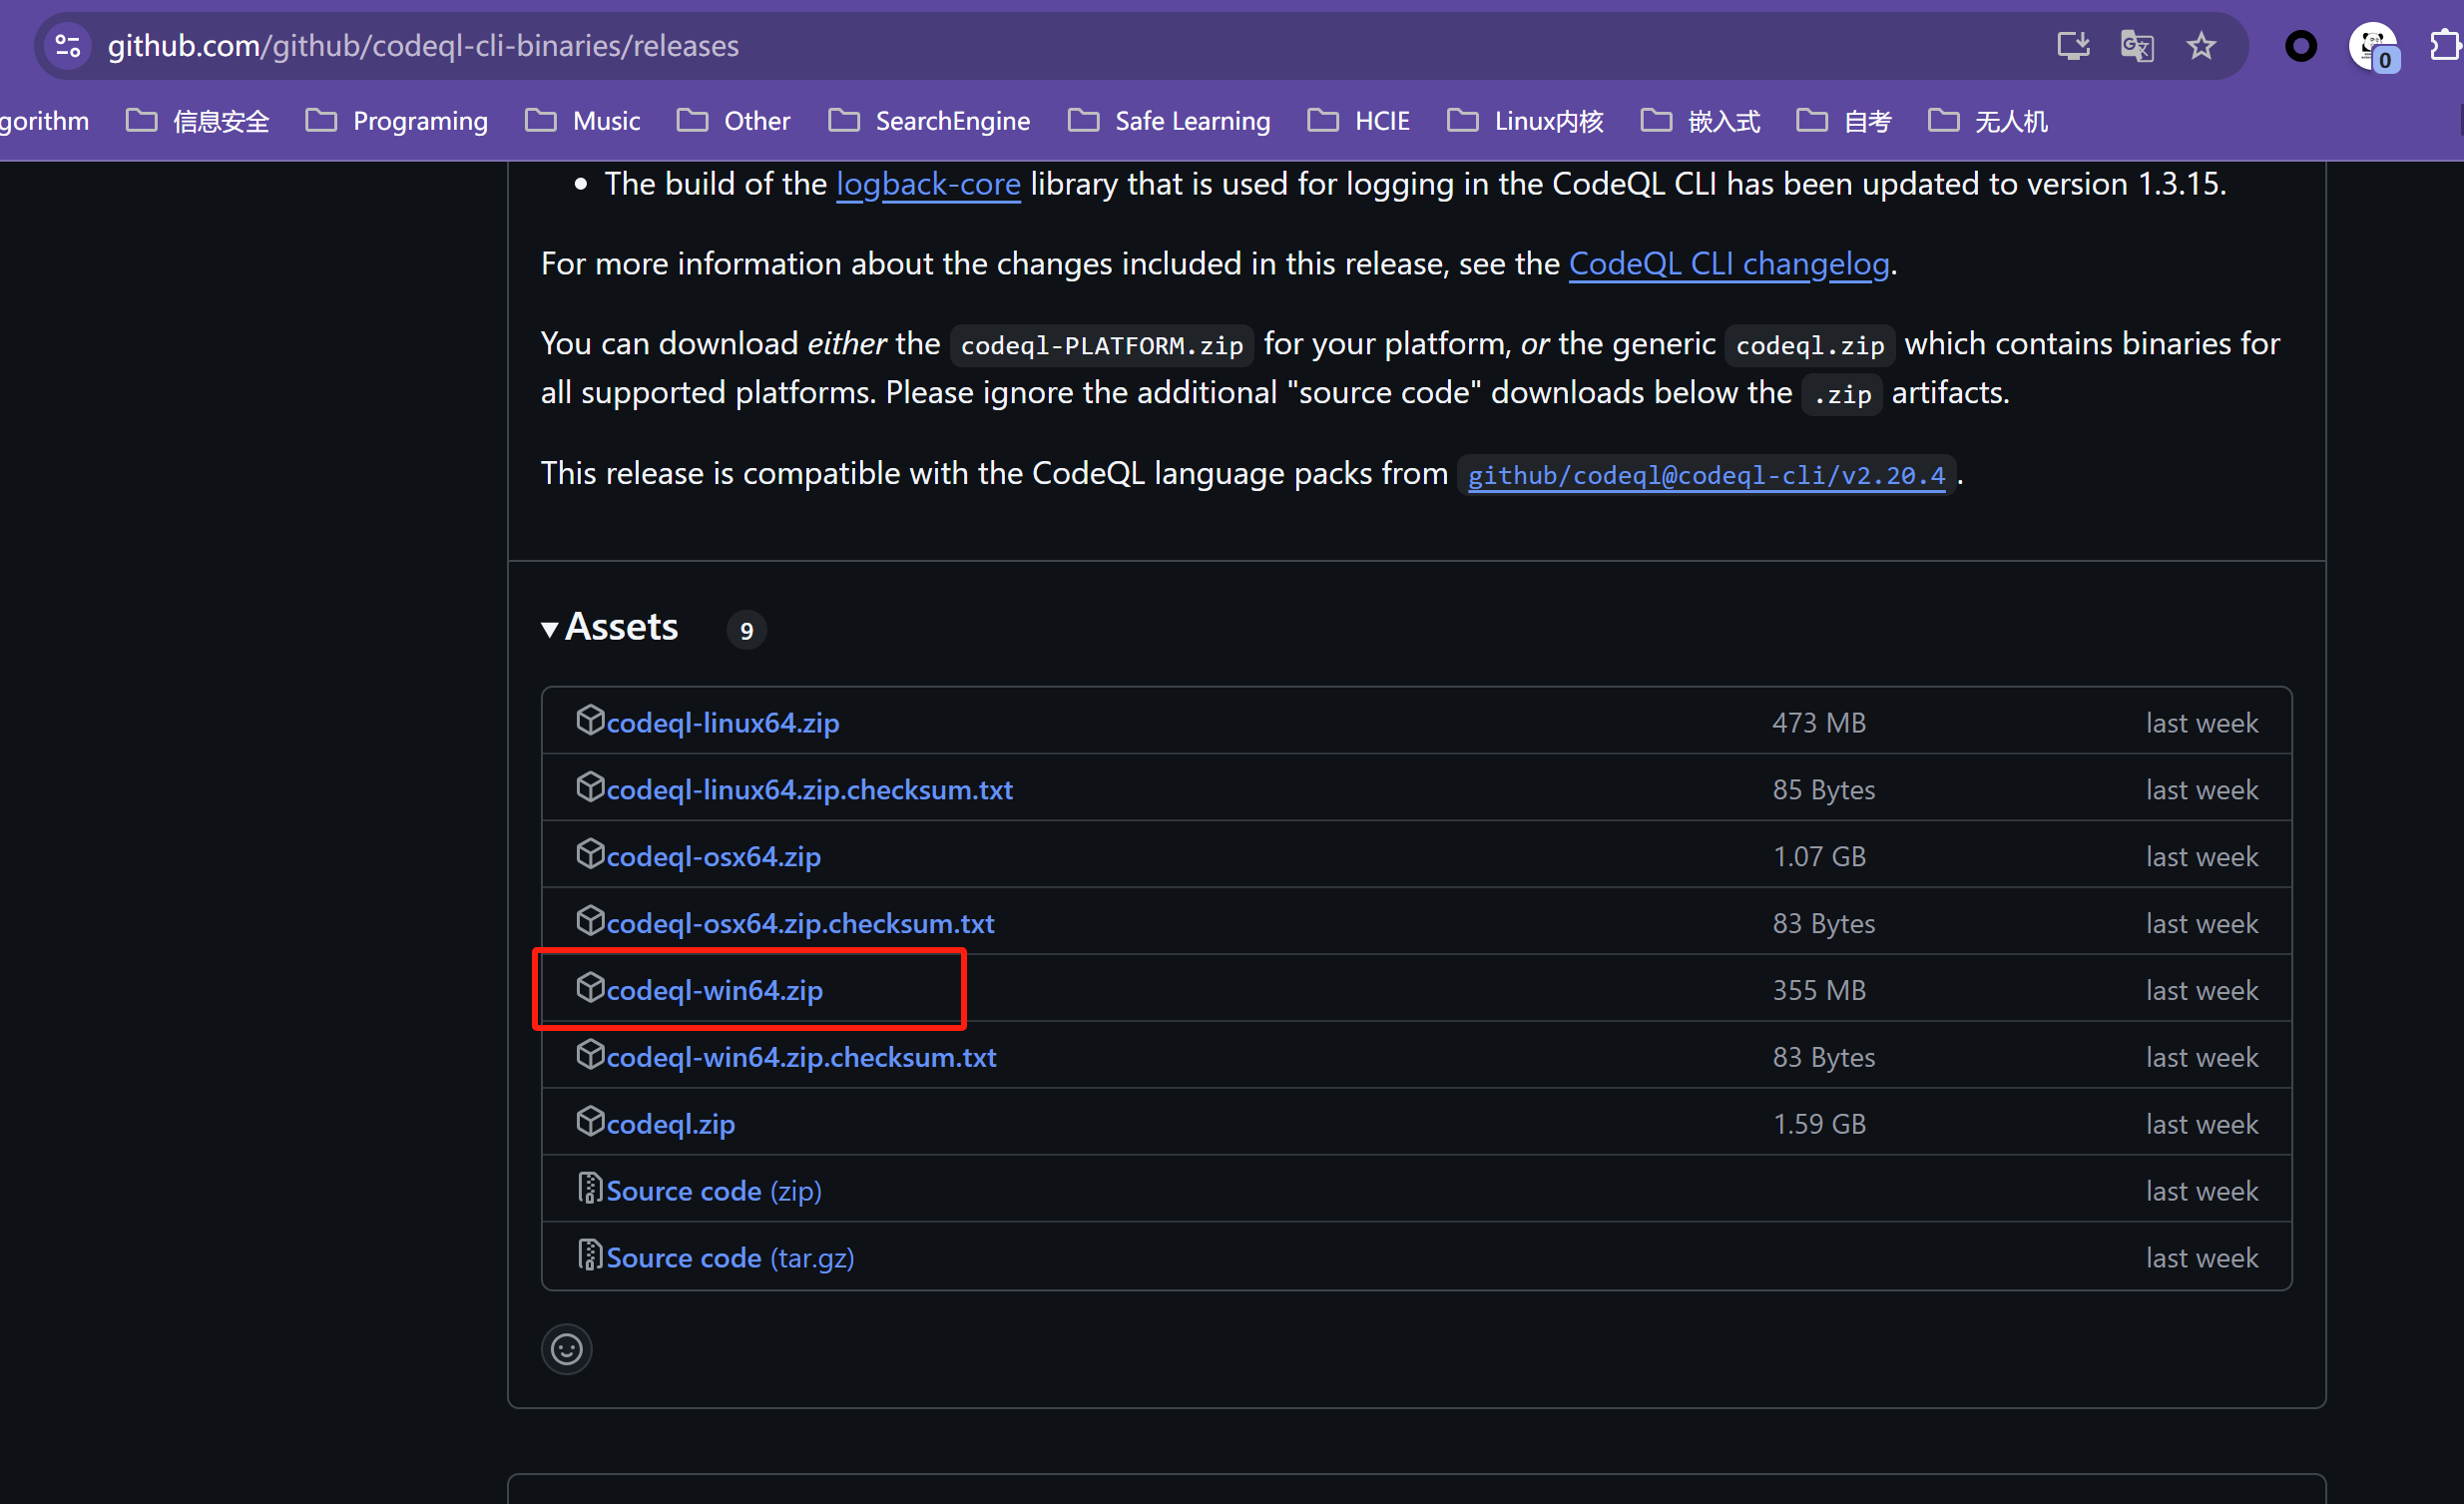 github.com/github/codeql-cli-binaries/releases
0
gorithm 信息安全 Programing Music Other SearchEngine Safe Learning HCIE Linux内核 嵌入式 自考 无人机
The build of the logback-core library that is used for logging in the CodeQL CLI has been updated to version 1.3.15.
For more information about the changes included in this release, see the CodeQL CLI changelog.
You can download either the codeql-PLATFORM.zip for your platform, or the generic codeql.zip which contains binaries for
all supported platforms. Please ignore the additional "source code" downloads below the .zip artifacts.
This release is compatible with the CodeQL language packs from github/codeql@codeql-cli/v2.20.4.
Assets 9
codeql-linux64.zip 473 MB last week
codeql-linux64.zip.checksum.txt 85 Bytes last week
codeql-osx64.zip 1.07 GB last week
codeql-osx64.zip.checksum.txt 83 Bytes last week
codeql-win64.zip 355 MB last week
codeql-win64.zip.checksum.txt 83 Bytes last week
codeql.zip 1.59 GB last week
Source code (zip) last week
Source code (tar.gz) last week